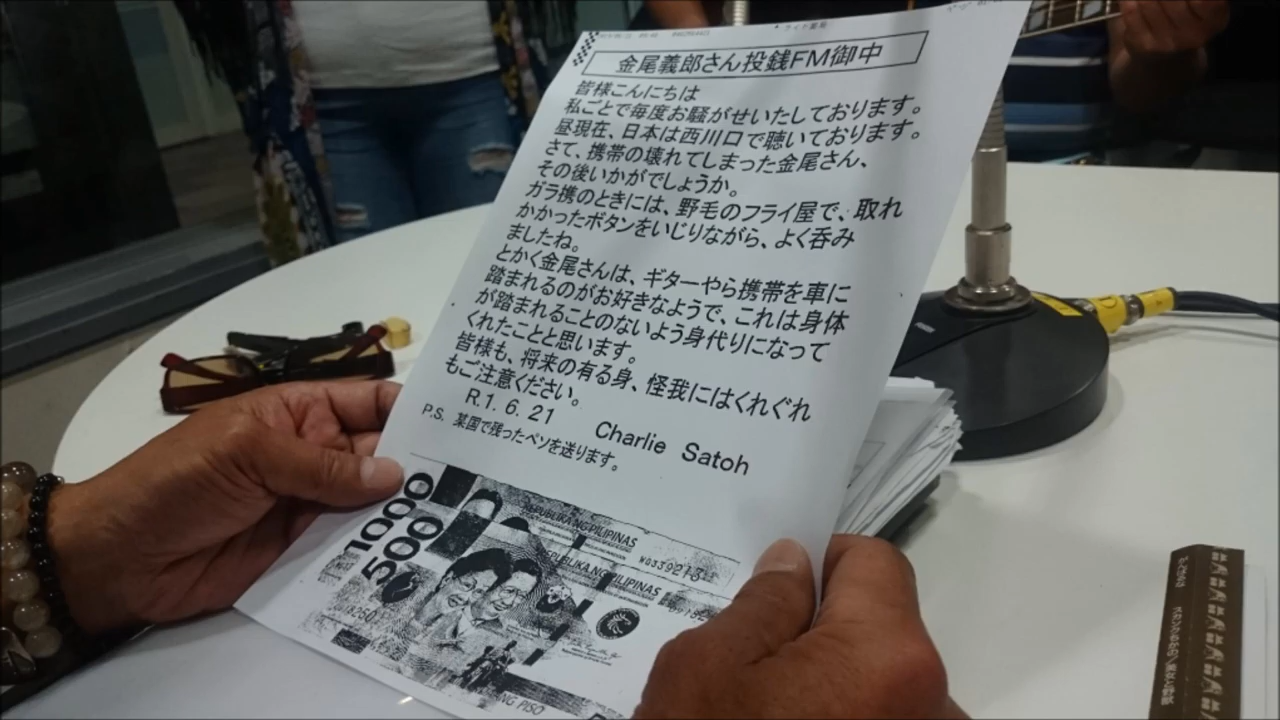 金尾義郎さん投銭FM御中
皆様こんにちは
私ごとで毎度お騒がせいたしております。
昼現在、日本は西川口で聴いております。
さて、携帯の壊れてしまった金尾さん、
その後いかがでしょうか。
ガラ携のときには、野毛のフライ屋で、取れ
かかったボタンをいじりながら、よく呑み
ましたね。
とかく金尾さんは、ギターやら携帯を車に
踏まれるのがお好きなようで、これは身体
が踏まれることのないよう身代りになって
くれたことと思います。
皆様も、将来の有る身、怪我にはくれぐれ
もご注意ください。
R.1.6.21
Charlie Satoh
P.S. 某国で残ったペソを送ります。
1000
REPUBLIKA NG PILIPINAS
500
REPUBLIKA NG PILIPINAS
NG PISO